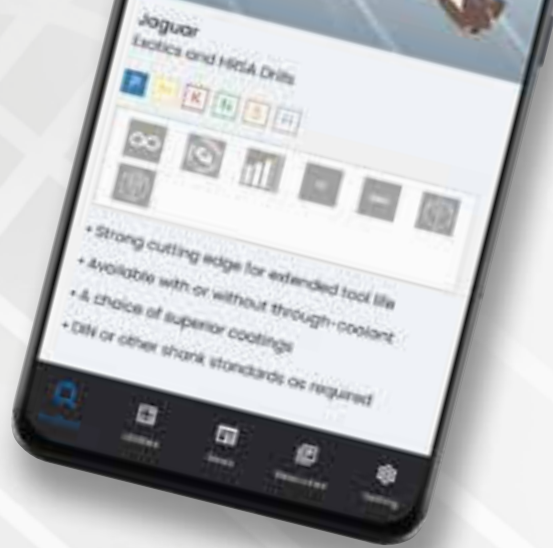 Jaguar
Exotics and HRSA Drills
P K N S H
• Strong cutting edge for extended tool life
• Available with or without through-coolant
• A choice of superior coatings
• DIN or other shank standards as required